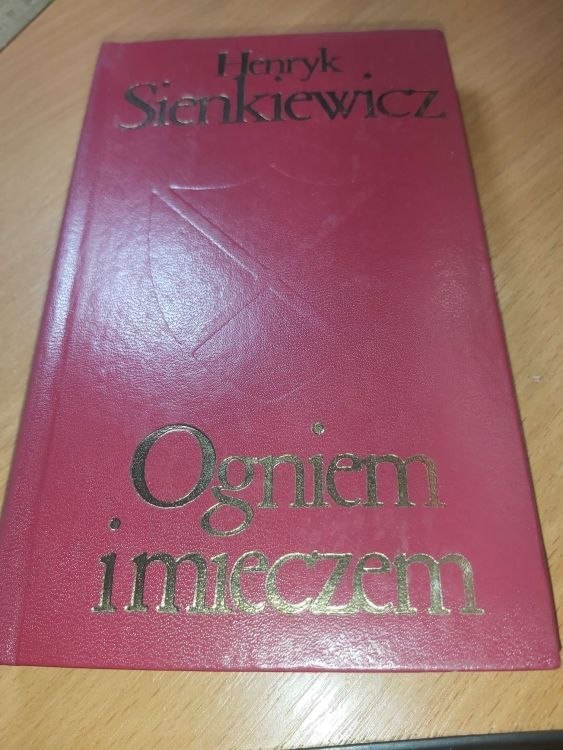 Henryk
Sienkiewicz
Ogniem
i mieczem